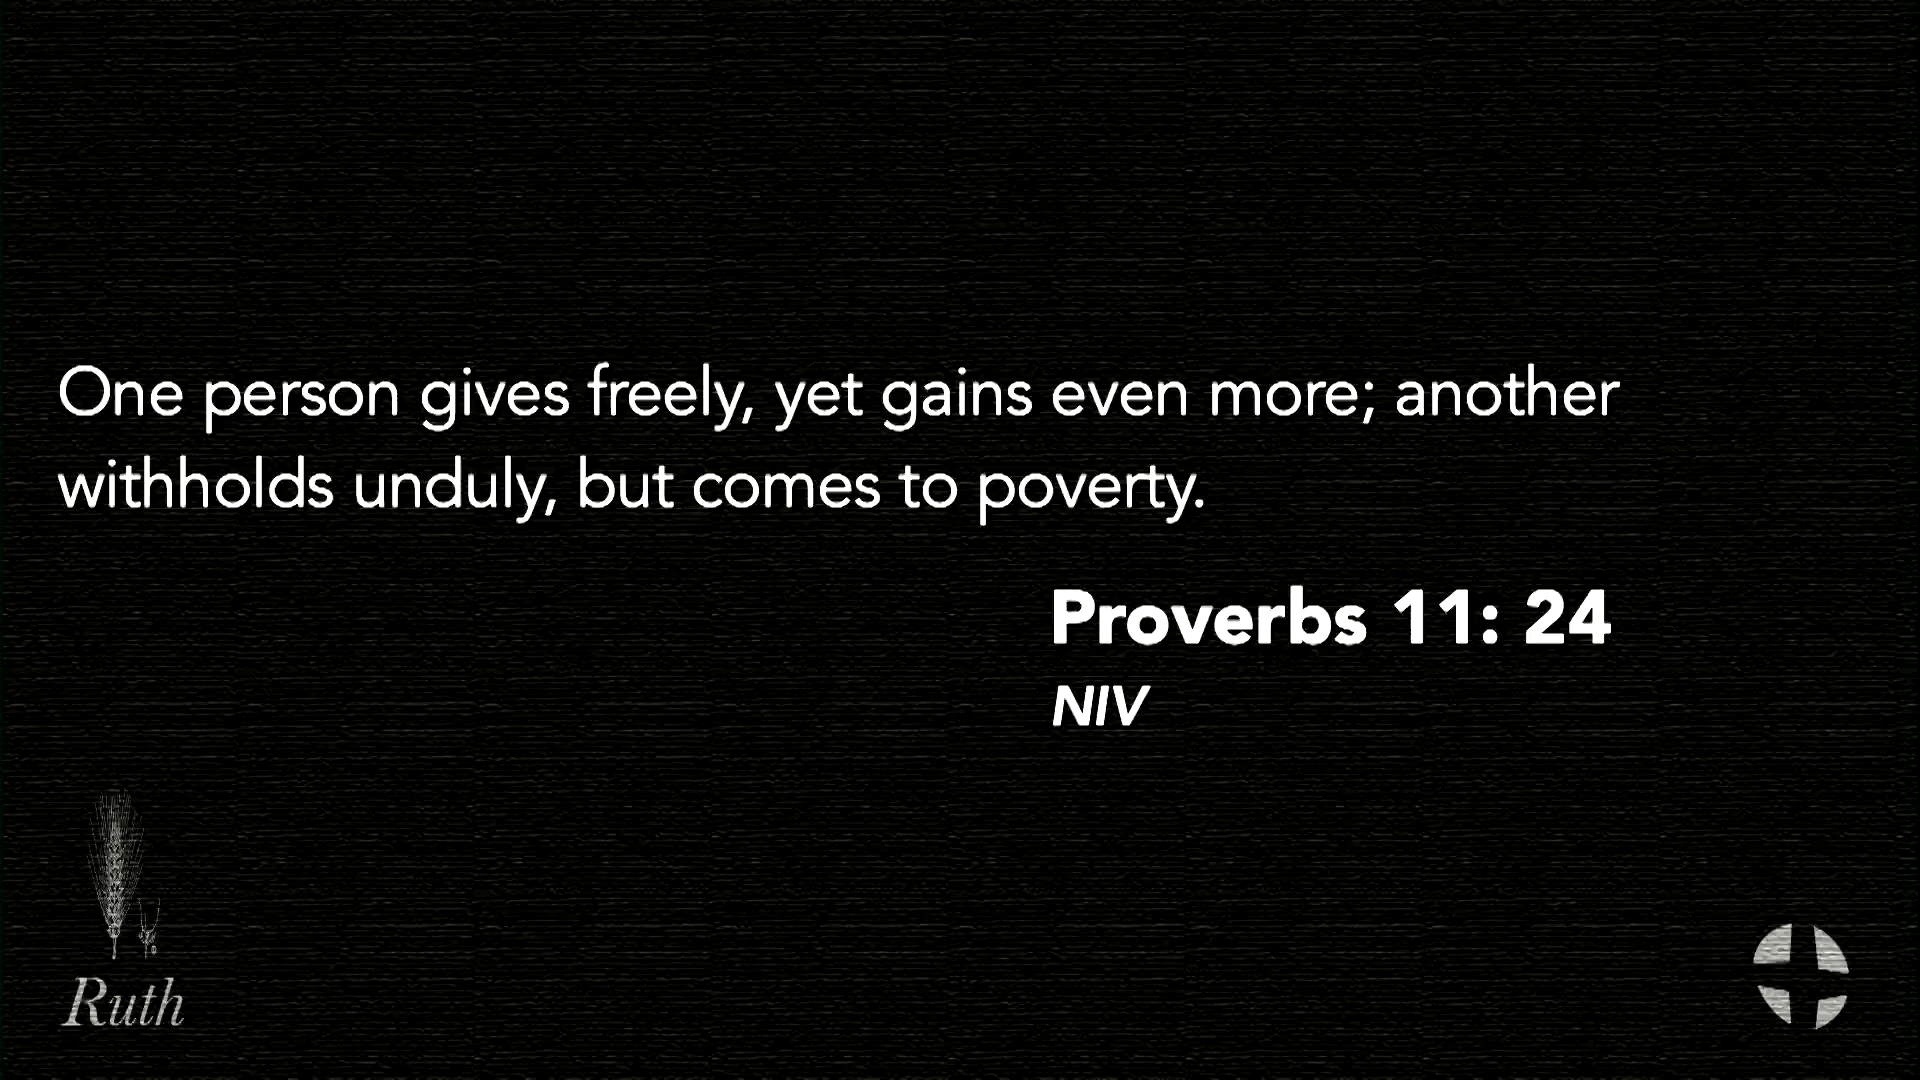 One person gives freely, yet gains even more; another
withholds unduly, but comes to poverty.
Proverbs 11: 24
NIV
Ruth